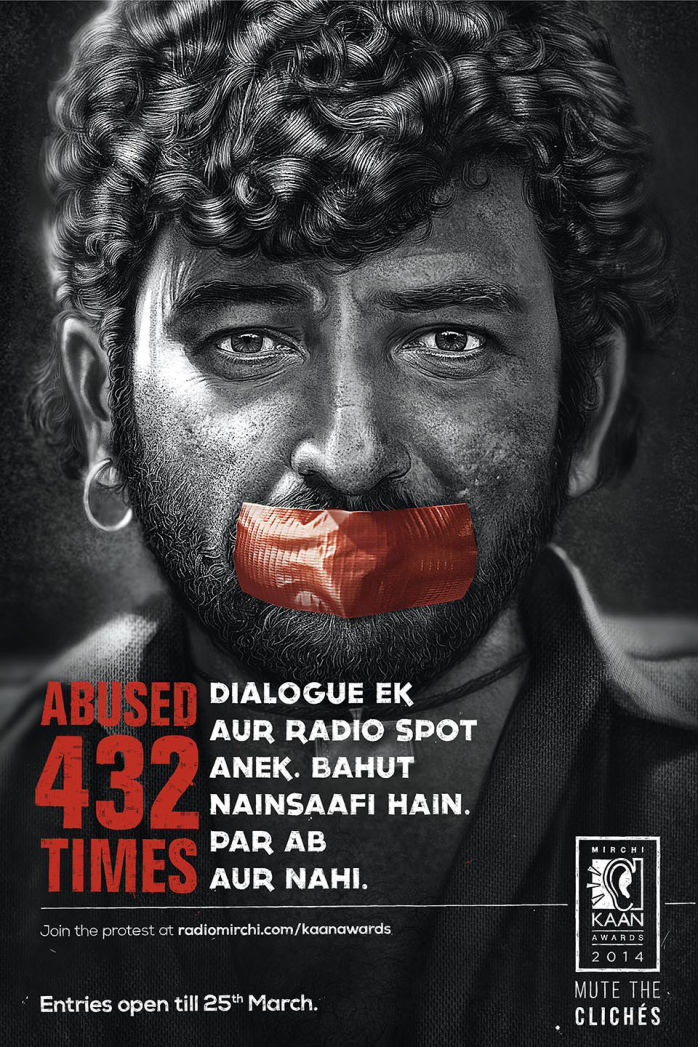 ABUSED
432
TIMES
DIALOGUE EK
AUR RADIO SPOT
ANEK. BAHUT
NAINSAAFI HAIN.
PAR AB
AUR NAHI.
Join the protest at radiomirchi.com/kaanawards
Entries open till 25th March.
MIRCHI
KAAN
AWARDS
2014
MUTE THE
CLICHÉS